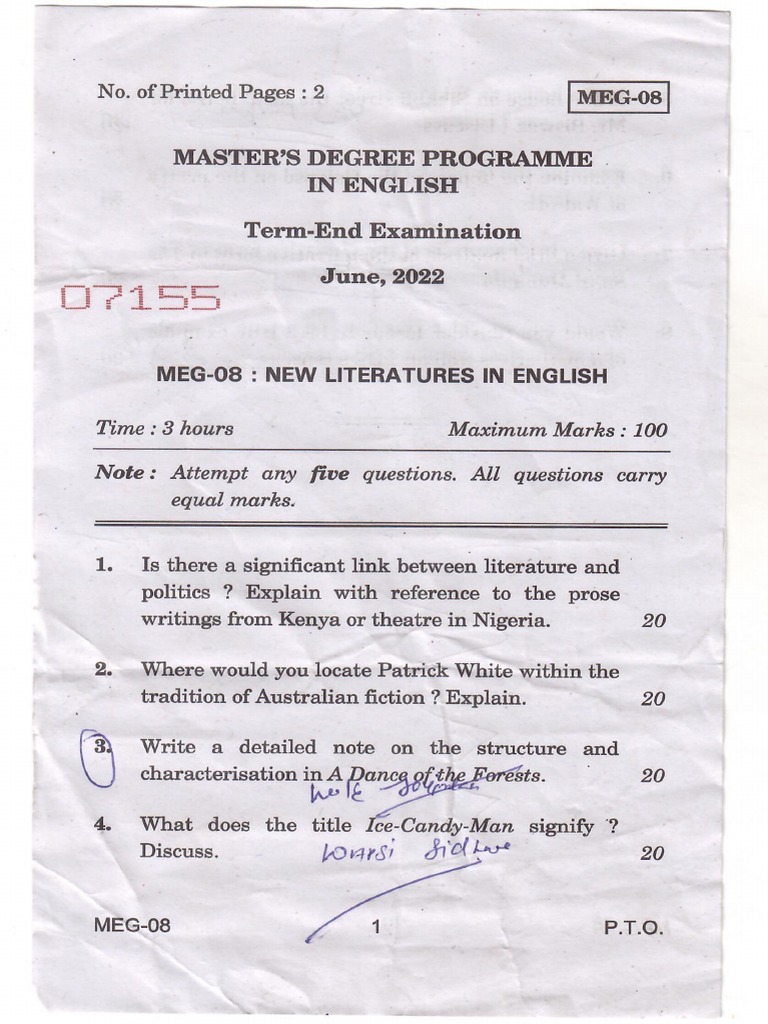 No. of Printed Pages : 2 MEG-08
MASTER'S DEGREE PROGRAMME
IN ENGLISH
Term-End Examination
June, 2022
07155
MEG-08 : NEW LITERATURES IN ENGLISH
Time : 3 hours Maximum Marks : 100
Note : Attempt any five questions. All questions carry
equal marks.
1. Is there a significant link between literature and
politics ? Explain with reference to the prose
writings from Kenya or theatre in Nigeria. 20
2. Where would you locate Patrick White within the
tradition of Australian fiction ? Explain. 20
3. Write a detailed note on the structure and
characterisation in A Dance of the Forests. 20
4. What does the title Ice-Candy-Man signify ?
Discuss. 20
MEG-08 1 P.T.O.